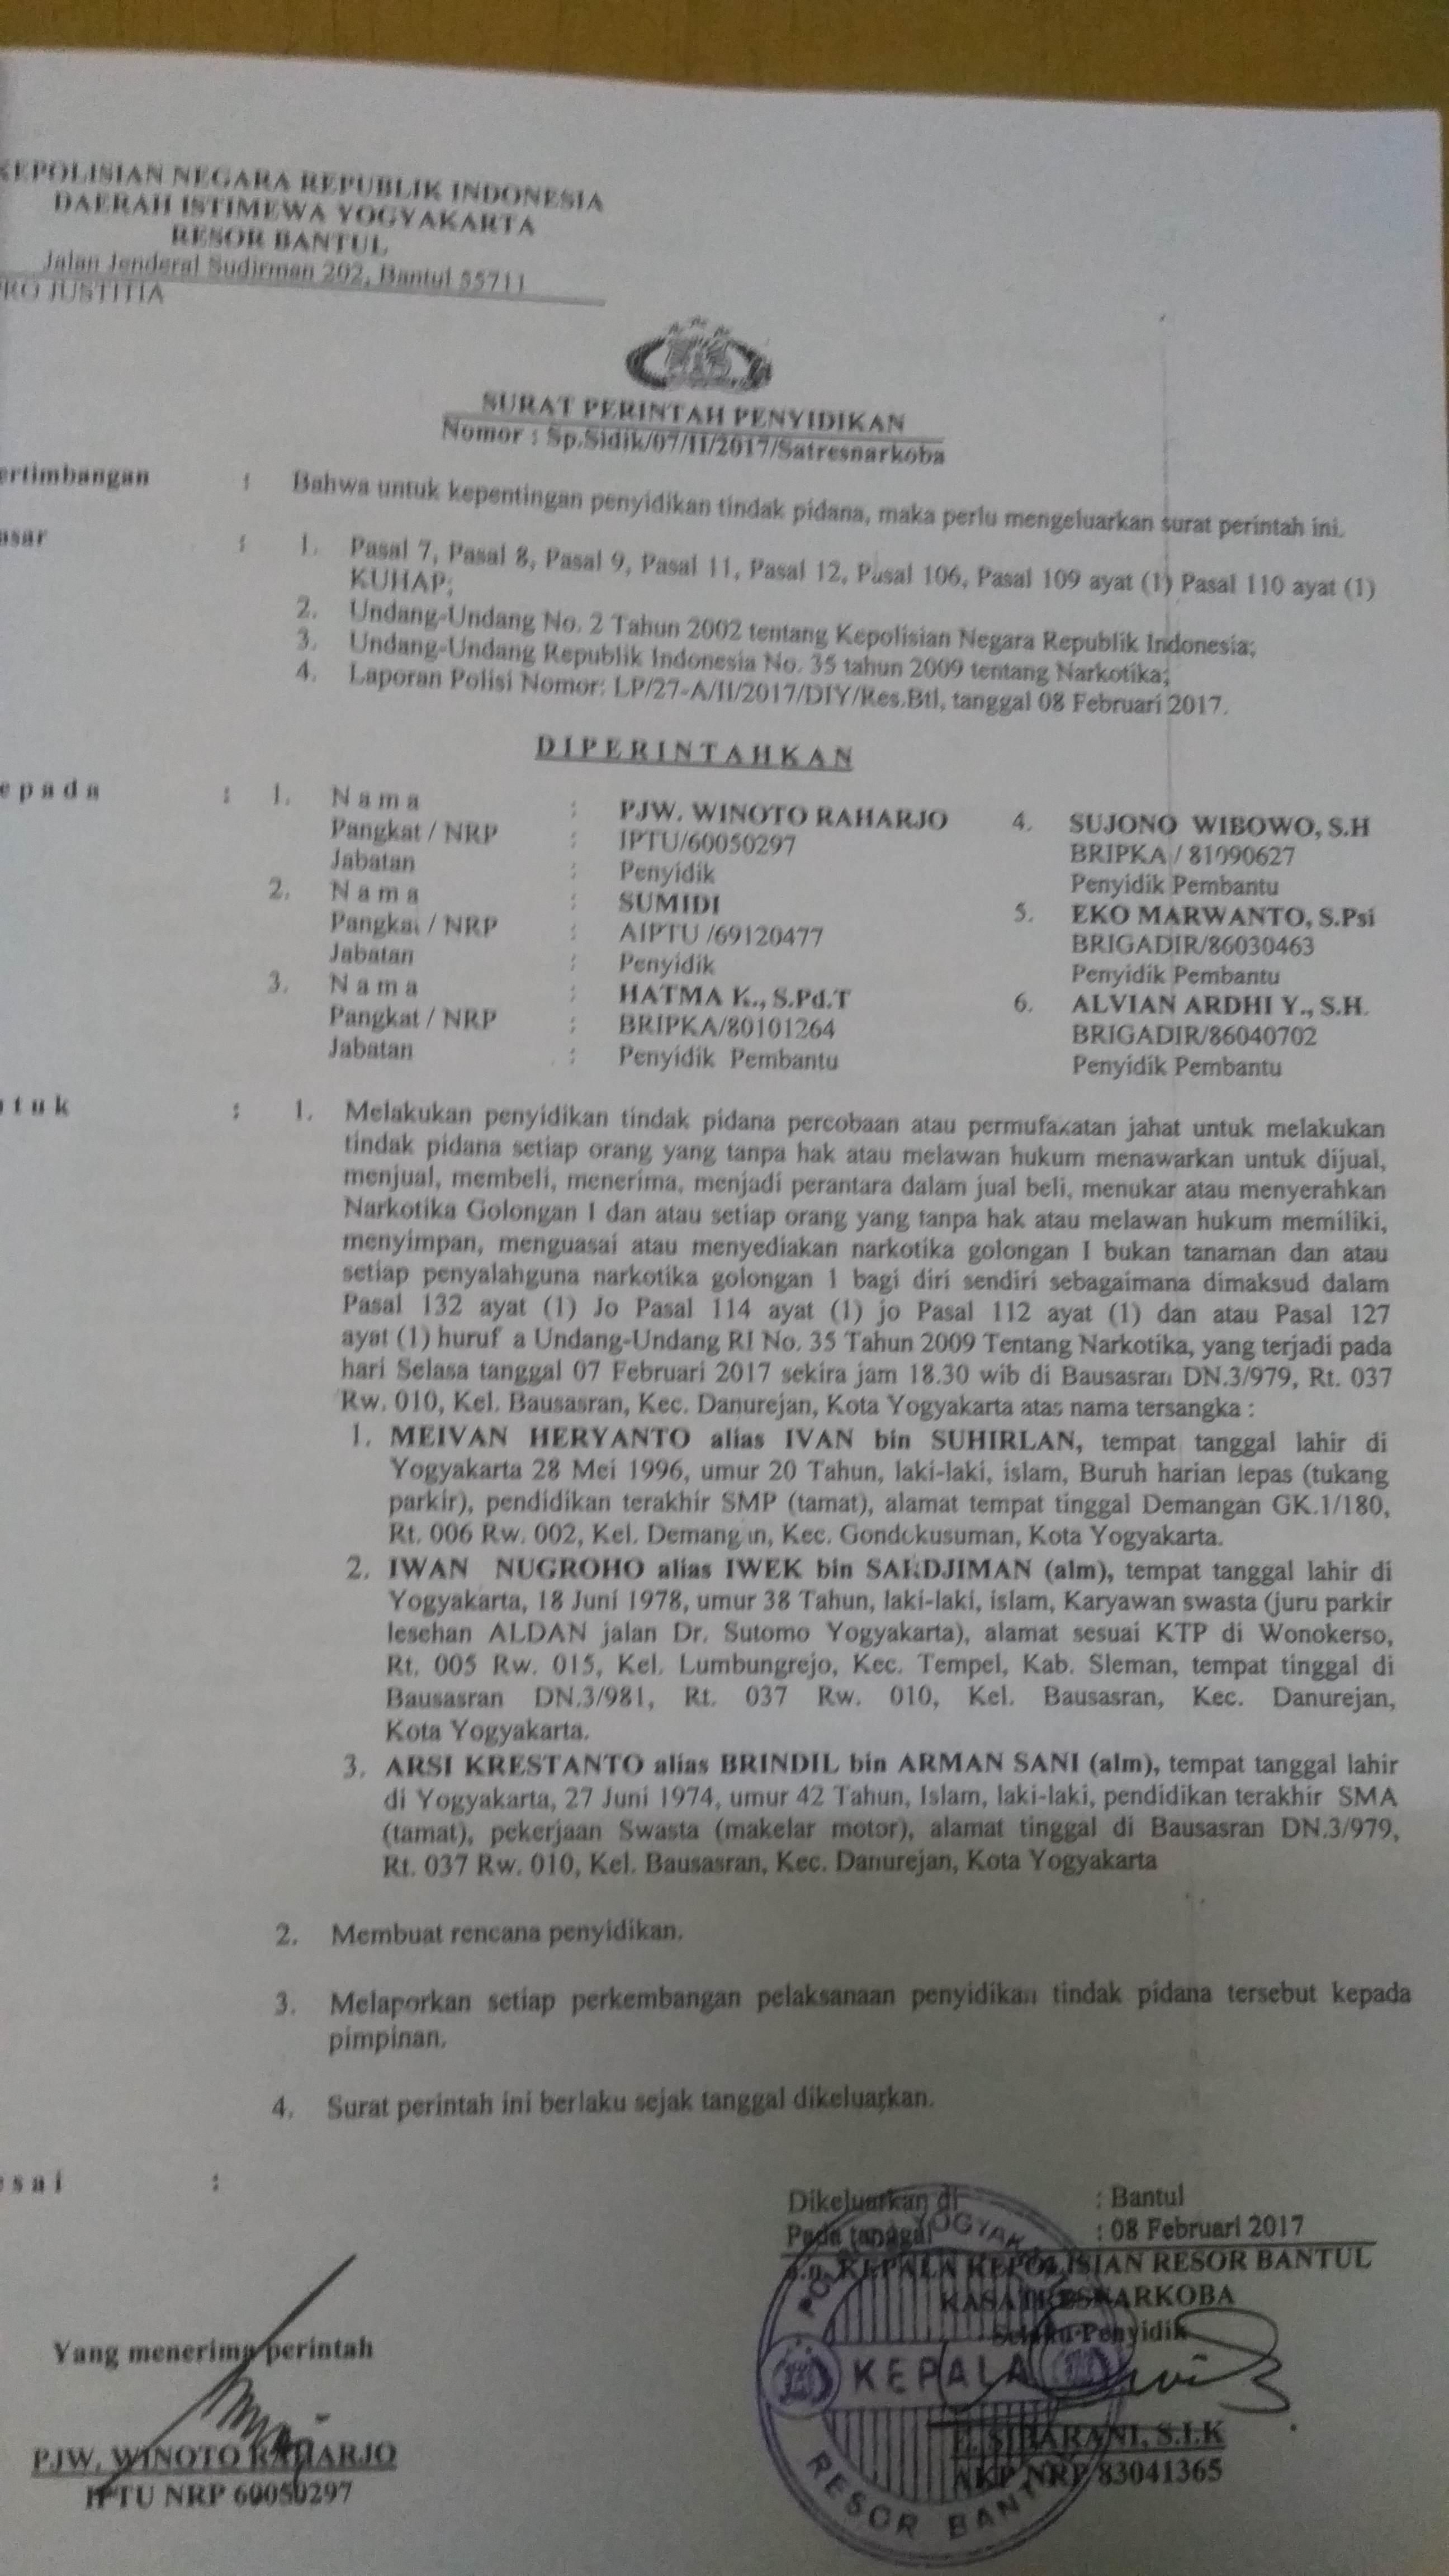 KEPOLISIAN NEGARA REPUBLIK INDONESIA
DAERAH ISTIMEWA YOGYAKARTA
RESOR BANTUL
Jalan Jenderal Sudirman 202, Bantul 55711
PRO JUSTITIA
SURAT PERINTAH PENYIDIKAN
Nomor : Sp.Sidik/07/II/2017/Satresnarkoba
ertimbangan : Bahwa untuk kepentingan penyidikan tindak pidana, maka perlu mengeluarkan surat perintah ini.
asar : 1. Pasal 7, Pasal 8, Pasal 9, Pasal 11, Pasal 12, Pasal 106, Pasal 109 ayat (1) Pasal 110 ayat (1)
KUHAP;
2. Undang-Undang No. 2 Tahun 2002 tentang Kepolisian Negara Republik Indonesia;
3. Undang-Undang Republik Indonesia No. 35 tahun 2009 tentang Narkotika;
4. Laporan Polisi Nomor: LP/27-A/II/2017/DIY/Res.Btl, tanggal 08 Februari 2017.
DIPERINTAHKAN
epada : 1. Nama : PJW. WINOTO RAHARJO 4. SUJONO WIBOWO, S.H
Pangkat / NRP : IPTU/60050297 BRIPKA / 81090627
Jabatan : Penyidik Penyidik Pembantu
2. Nama : SUMIDI 5. EKO MARWANTO, S.Psi
Pangkat / NRP : AIPTU /69120477 BRIGADIR/86030463
Jabatan : Penyidik Penyidik Pembantu
3. Nama : HATMA K., S.Pd.T 6. ALVIAN ARDHI Y., S.H.
Pangkat / NRP : BRIPKA/80101264 BRIGADIR/86040702
Jabatan : Penyidik Pembantu Penyidik Pembantu
tuk : 1. Melakukan penyidikan tindak pidana percobaan atau permufakatan jahat untuk melakukan
tindak pidana setiap orang yang tanpa hak atau melawan hukum menawarkan untuk dijual,
menjual, membeli, menerima, menjadi perantara dalam jual beli, menukar atau menyerahkan
Narkotika Golongan I dan atau setiap orang yang tanpa hak atau melawan hukum memiliki,
menyimpan, menguasai atau menyediakan narkotika golongan I bukan tanaman dan atau
setiap penyalahguna narkotika golongan 1 bagi diri sendiri sebagaimana dimaksud dalam
Pasal 132 ayat (1) Jo Pasal 114 ayat (1) jo Pasal 112 ayat (1) dan atau Pasal 127
ayat (1) huruf a Undang-Undang RI No. 35 Tahun 2009 Tentang Narkotika, yang terjadi pada
hari Selasa tanggal 07 Februari 2017 sekira jam 18.30 wib di Bausasran DN.3/979, Rt. 037
Rw. 010, Kel. Bausasran, Kec. Danurejan, Kota Yogyakarta atas nama tersangka :
1. MEIVAN HERYANTO alias IVAN bin SUHIRLAN, tempat tanggal lahir di
Yogyakarta 28 Mei 1996, umur 20 Tahun, laki-laki, islam, Buruh harian lepas (tukang
parkir), pendidikan terakhir SMP (tamat), alamat tempat tinggal Demangan GK.1/180,
Rt. 006 Rw. 002, Kel. Demangan, Kec. Gondokusuman, Kota Yogyakarta.
2. IWAN NUGROHO alias IWEK bin SARDJIMAN (alm), tempat tanggal lahir di
Yogyakarta, 18 Juni 1978, umur 38 Tahun, laki-laki, islam, Karyawan swasta (juru parkir
lesehan ALDAN jalan Dr. Sutomo Yogyakarta), alamat sesuai KTP di Wonokerso,
Rt. 005 Rw. 015, Kel. Lumbungrejo, Kec. Tempel, Kab. Sleman, tempat tinggal di
Bausasran DN.3/981, Rt. 037 Rw. 010, Kel. Bausasran, Kec. Danurejan,
Kota Yogyakarta.
3. ARSI KRESTANTO alias BRINDIL bin ARMAN SANI (alm), tempat tanggal lahir
di Yogyakarta, 27 Juni 1974, umur 42 Tahun, Islam, laki-laki, pendidikan terakhir SMA
(tamat), pekerjaan Swasta (makelar motor), alamat tinggal di Bausasran DN.3/979,
Rt. 037 Rw. 010, Kel. Bausasran, Kec. Danurejan, Kota Yogyakarta
2. Membuat rencana penyidikan.
3. Melaporkan setiap perkembangan pelaksanaan penyidikan tindak pidana tersebut kepada
pimpinan.
4. Surat perintah ini berlaku sejak tanggal dikeluarkan.
esai :
Dikeluarkan di : Bantul
Pada tanggal : 08 Februari 2017
a.n. KEPALA KEPOLISIAN RESOR BANTUL
KASATRESNARKOBA
Selaku Penyidik
KEPALA
RESOR BANTUL
S.I.K
AKP NRP 83041365
Yang menerima perintah
PJW. WINOTO RAHARJO
IPTU NRP 60050297